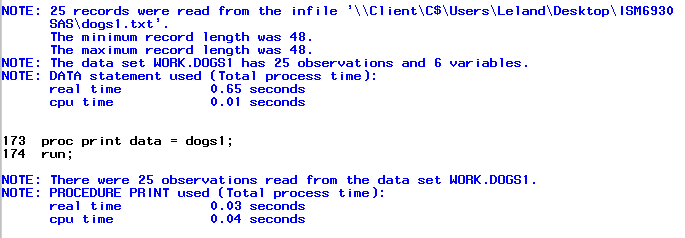 NOTE: 25 records were read from the infile '\\Client\C$\Users\Leland\Desktop\ISM6930
SAS\dogs1.txt'.
The minimum record length was 48.
The maximum record length was 48.
NOTE: The data set WORK.DOGS1 has 25 observations and 6 variables.
NOTE: DATA statement used (Total process time):
real time 0.65 seconds
cpu time 0.01 seconds
173 proc print data = dogs1;
174 run;
NOTE: There were 25 observations read from the data set WORK.DOGS1.
NOTE: PROCEDURE PRINT used (Total process time):
real time 0.03 seconds
cpu time 0.04 seconds